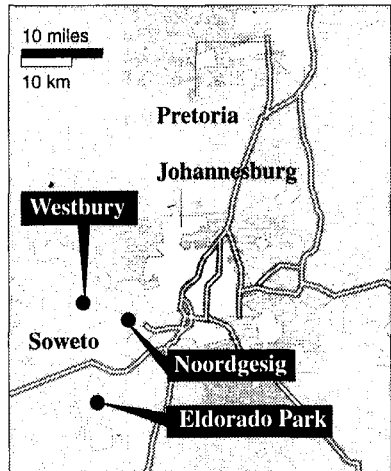 10 miles
10 km
Pretoria
Johannesburg
Westbury
Soweto
Noordgesig
Eldorado Park